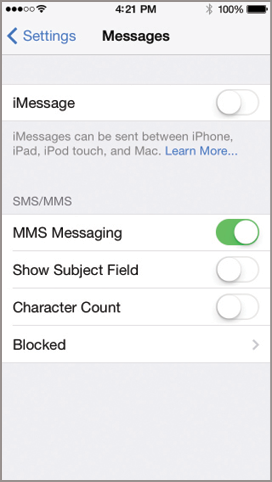 4:21 PM 100%
Settings Messages
iMessage
iMessages can be sent between iPhone,
iPad, iPod touch, and Mac. Learn More...
SMS/MMS
MMS Messaging
Show Subject Field
Character Count
Blocked